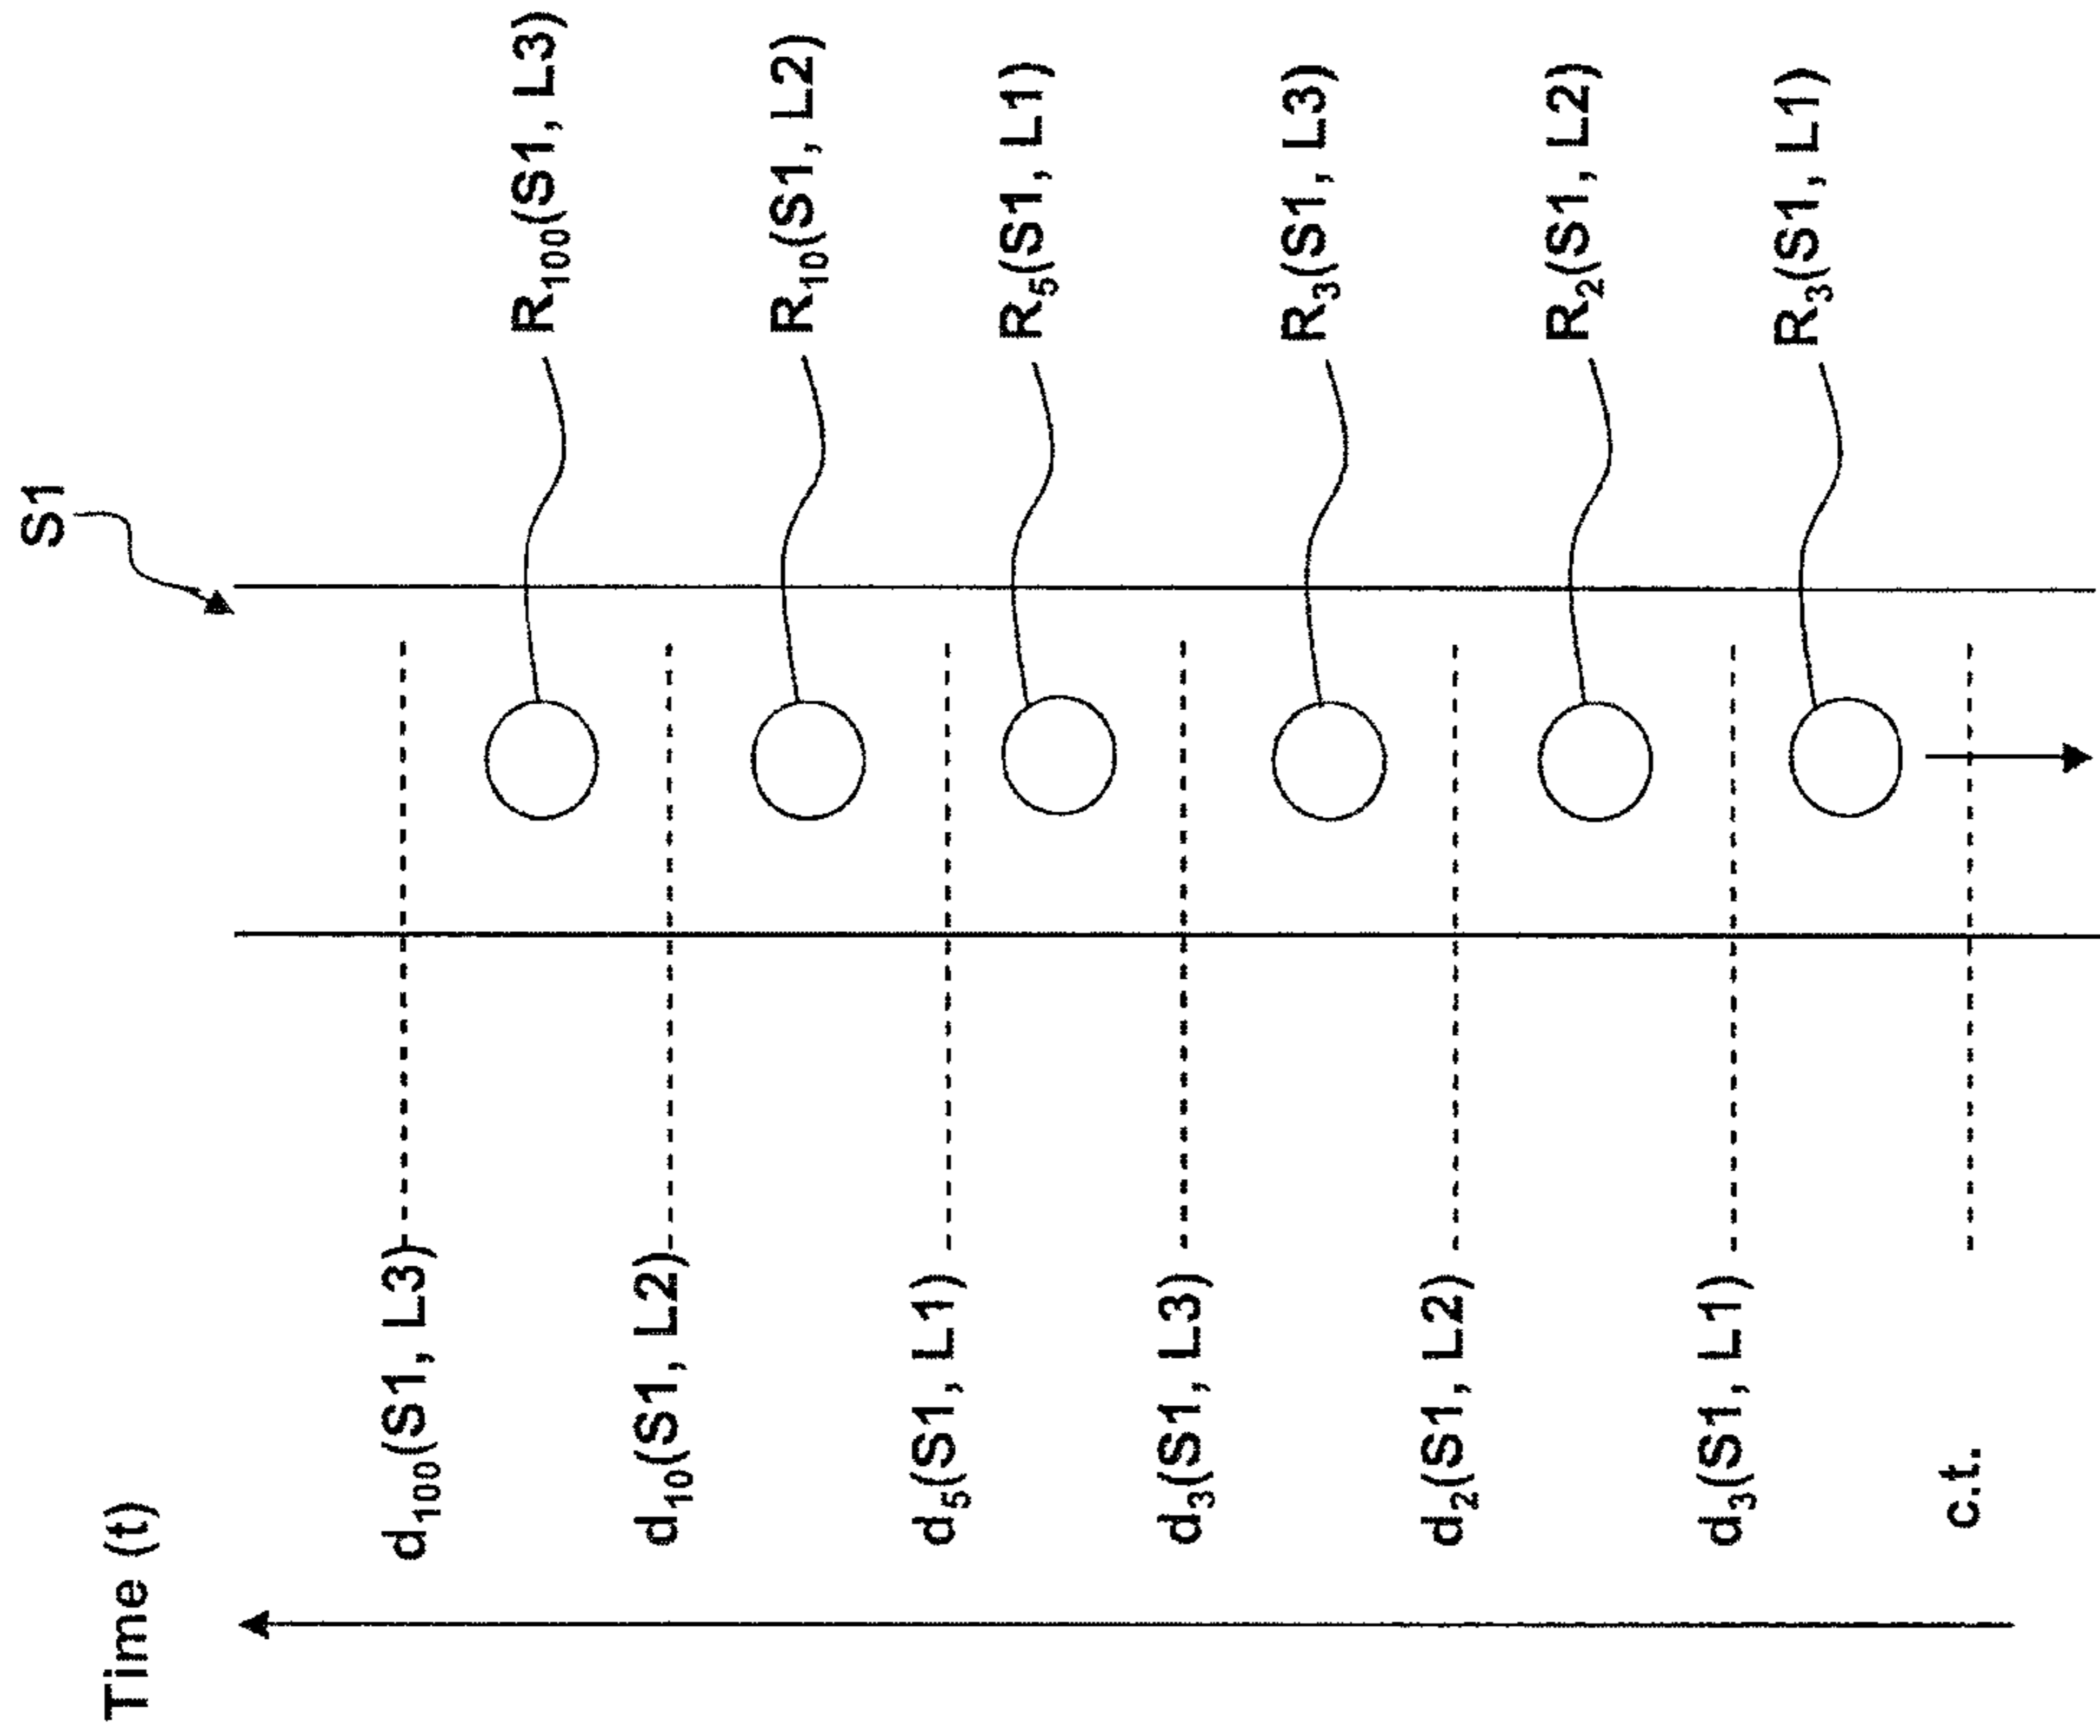 S1
Time (t)
d100(S1, L3)
R100(S1, L3)
d10(S1, L2)
R10(S1, L2)
d5(S1, L1)
R5(S1, L1)
d3(S1, L3)
R3(S1, L3)
d2(S1, L2)
R2(S1, L2)
d3(S1, L1)
R3(S1, L1)
c.t.